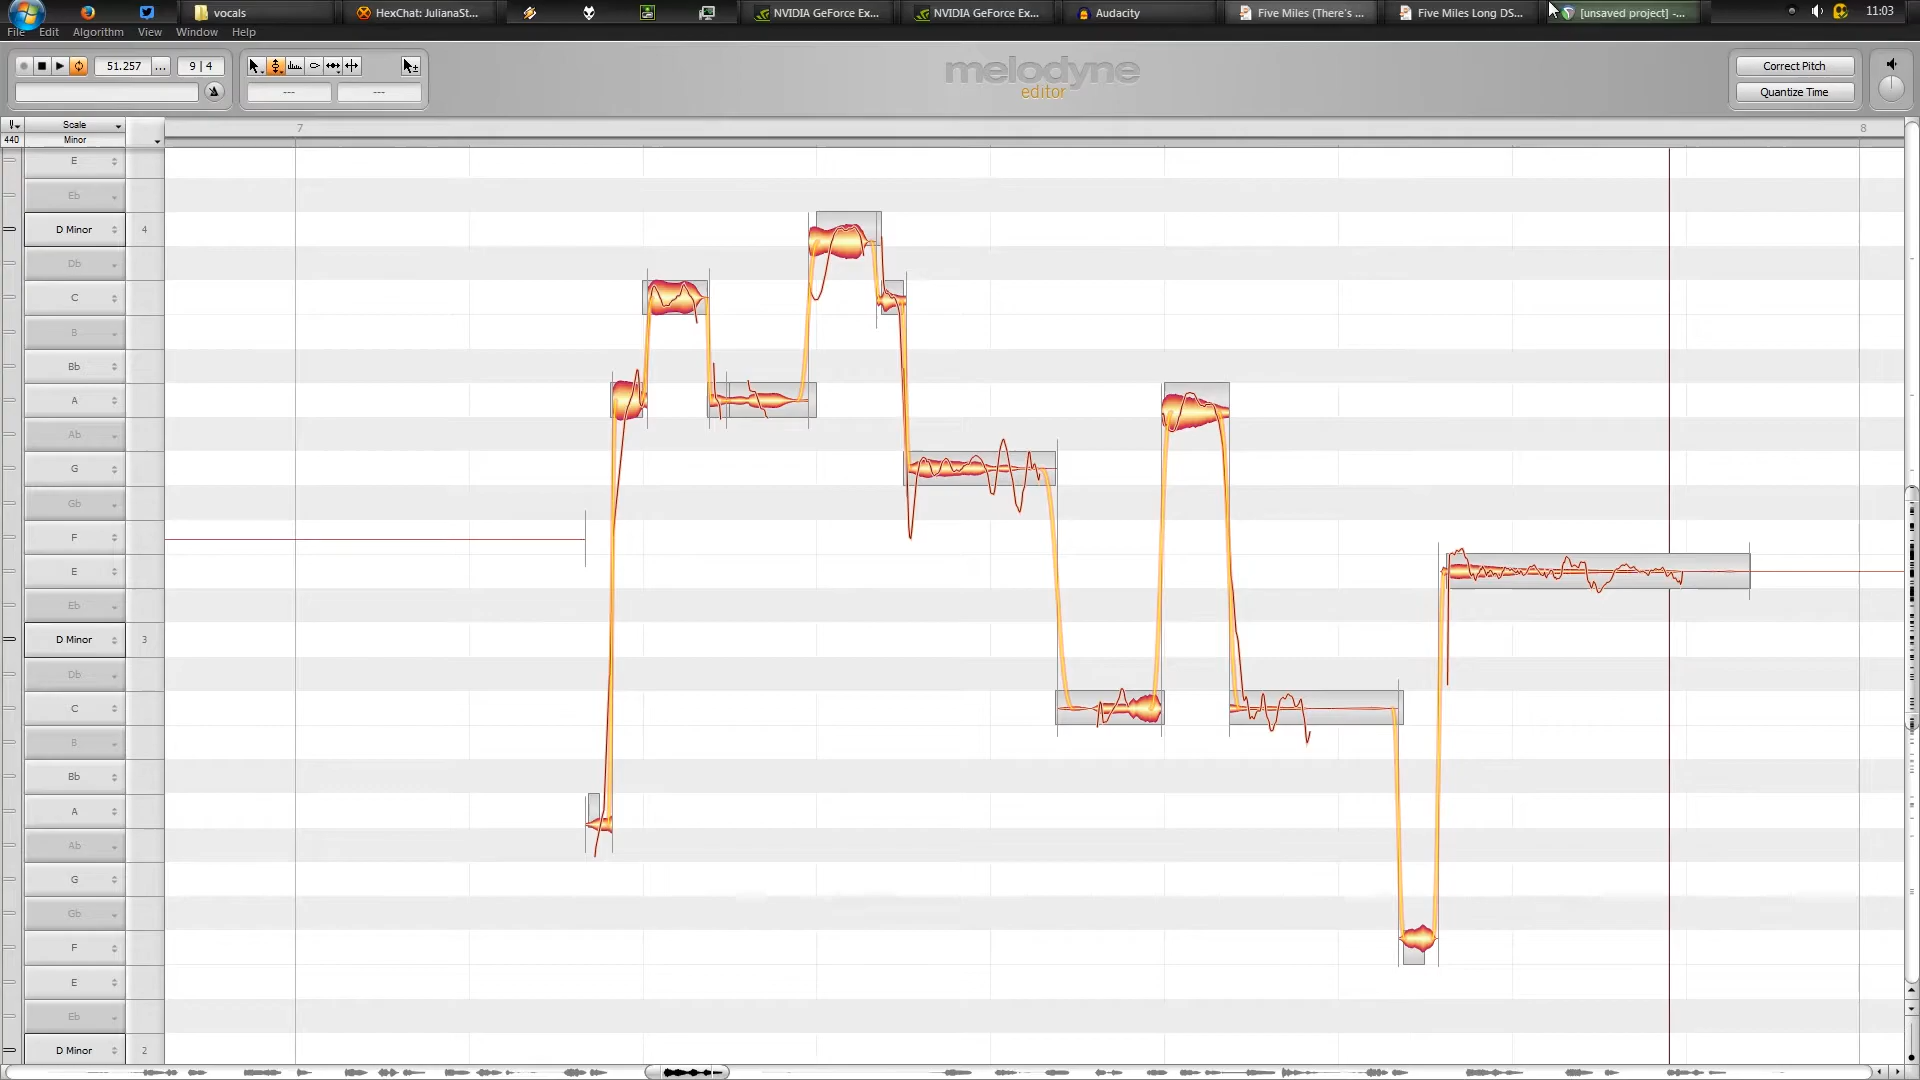 vocals
HexChat: JulianaSt...
NVIDIA GeForce Ex...
NVIDIA GeForce Ex...
Audacity
Five Miles (There's ...
Five Miles Long DS...
[unsaved project] -...
11:03
File Edit Algorithm View Window Help
51.257 ... 9 | 4
--- ---
melodyne
editor
Correct Pitch
Quantize Time
Scale
440 Minor
7 8
E
Eb
D Minor 4
Db
C
B
Bb
A
Ab
G
Gb
F
E
Eb
D Minor 3
Db
C
B
Bb
A
Ab
G
Gb
F
E
Eb
D Minor 2